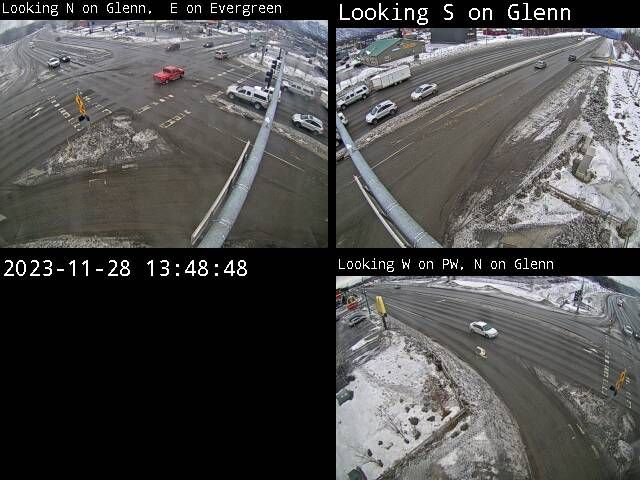 Looking N on Glenn,  E on Evergreen
Looking S on Glenn
2023-11-28 13:48:48
Looking W on PW, N on Glenn